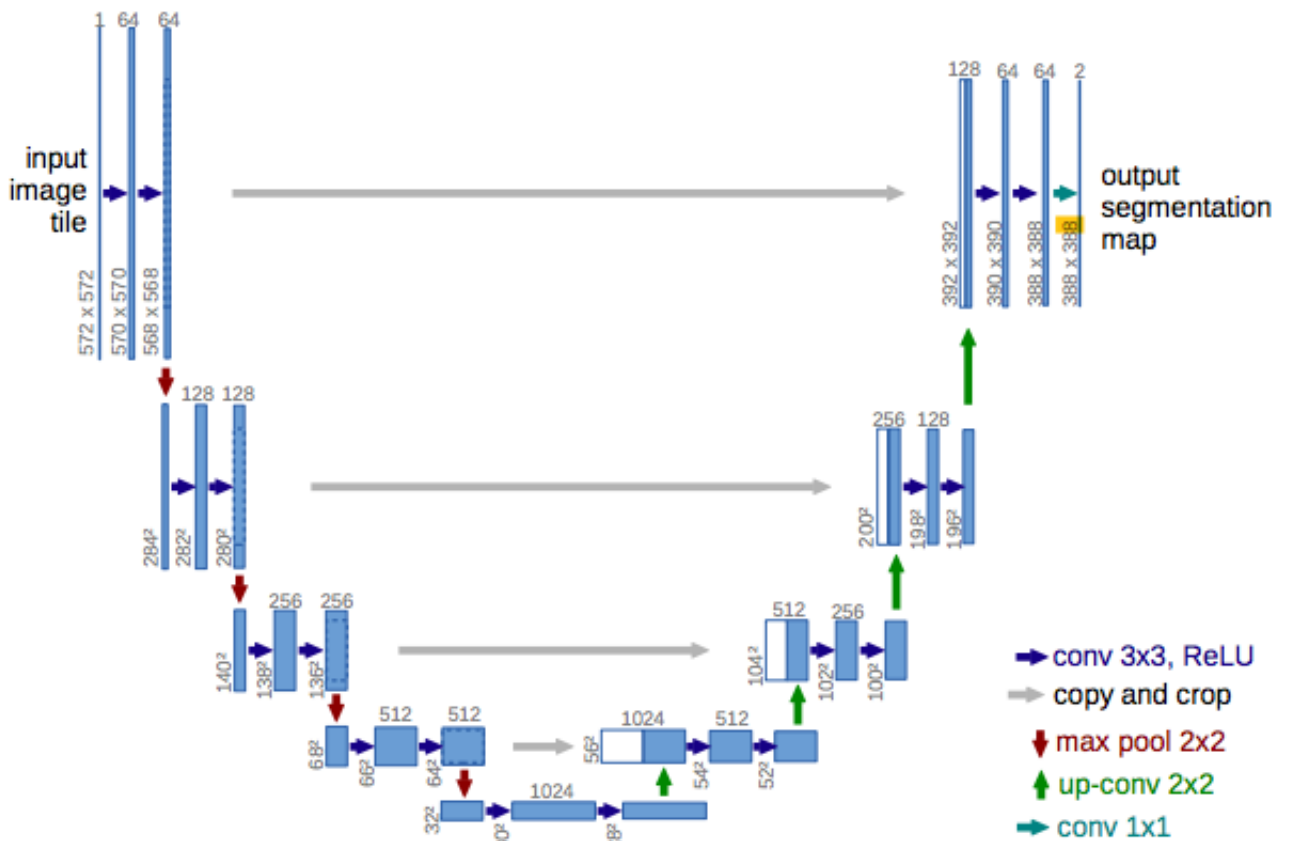 1 64 64
input
image
tile
572 x 572
570 x 570
568 x 568
128 64 64 2
output
segmentation
map
392 x 392
390 x 390
388 x 388
388 x 388
128 128
284²
282²
280²
256 128
200²
198²
196²
256 256
140²
138²
136²
512 256
104²
102²
100²
512 512
68²
66²
64²
1024 512
56²
54²
52²
1024
32²
conv 3x3, ReLU
copy and crop
max pool 2x2
up-conv 2x2
conv 1x1